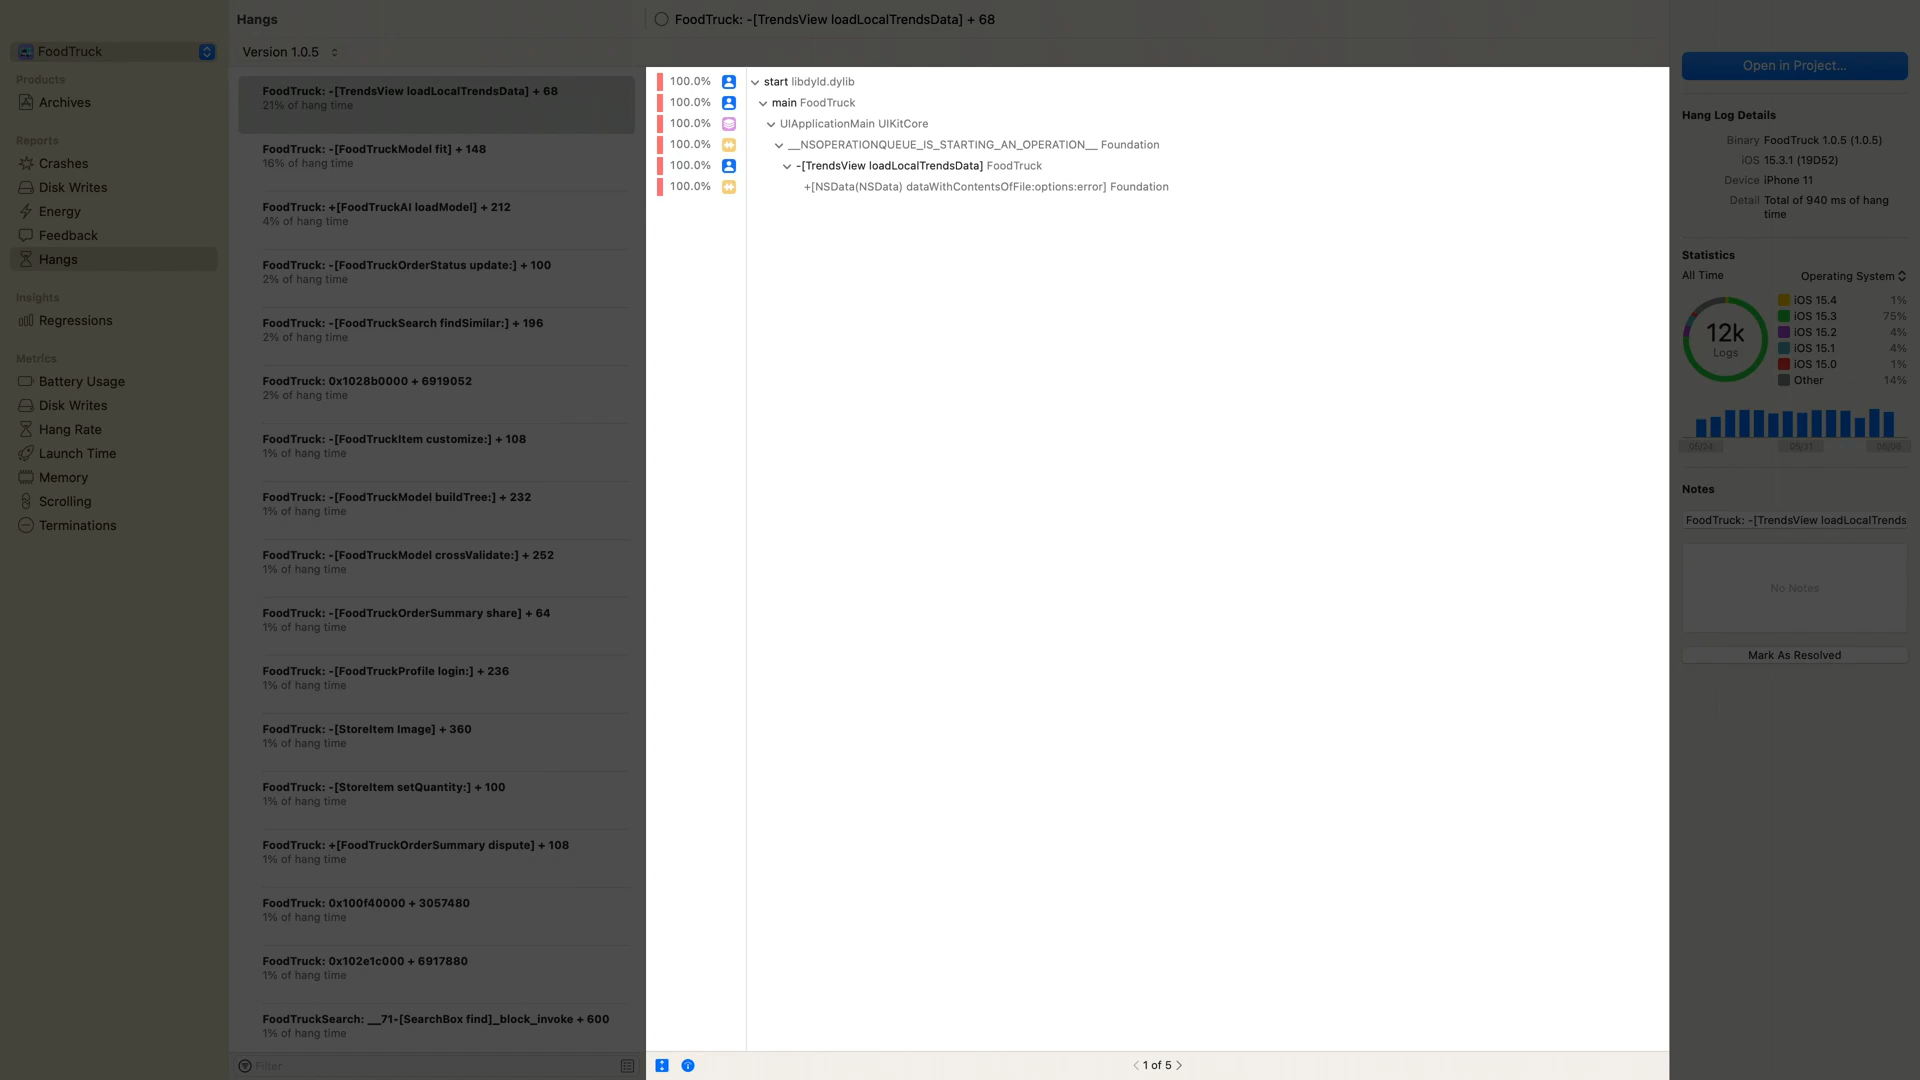 FoodTruck
Products
Archives
Reports
Crashes
Disk Writes
Energy
Feedback
Hangs
Insights
Regressions
Metrics
Battery Usage
Disk Writes
Hang Rate
Launch Time
Memory
Scrolling
Terminations
Hangs
Version 1.0.5
FoodTruck: -[TrendsView loadLocalTrendsData] + 68
21% of hang time
FoodTruck: -[FoodTruckModel fit] + 148
16% of hang time
FoodTruck: +[FoodTruckAI loadModel] + 212
4% of hang time
FoodTruck: -[FoodTruckOrderStatus update:] + 100
2% of hang time
FoodTruck: -[FoodTruckSearch findSimilar:] + 196
2% of hang time
FoodTruck: 0x1028b0000 + 6919052
2% of hang time
FoodTruck: -[FoodTruckItem customize:] + 108
1% of hang time
FoodTruck: -[FoodTruckModel buildTree:] + 232
1% of hang time
FoodTruck: -[FoodTruckModel crossValidate:] + 252
1% of hang time
FoodTruck: -[FoodTruckOrderSummary share] + 64
1% of hang time
FoodTruck: -[FoodTruckProfile login:] + 236
1% of hang time
FoodTruck: -[StoreItem Image] + 360
1% of hang time
FoodTruck: -[StoreItem setQuantity:] + 100
1% of hang time
FoodTruck: +[FoodTruckOrderSummary dispute] + 108
1% of hang time
FoodTruck: 0x100f40000 + 3057480
1% of hang time
FoodTruck: 0x102e1c000 + 6917880
1% of hang time
FoodTruckSearch: __71-[SearchBox find]_block_invoke + 600
1% of hang time
Filter
FoodTruck: -[TrendsView loadLocalTrendsData] + 68
100.0% start libdyld.dylib
100.0% main FoodTruck
100.0% UIApplicationMain UIKitCore
100.0% __NSOPERATIONQUEUE_IS_STARTING_AN_OPERATION__ Foundation
100.0% -[TrendsView loadLocalTrendsData] FoodTruck
100.0% +[NSData(NSData) dataWithContentsOfFile:options:error] Foundation
1 of 5
Open in Project...
Hang Log Details
Binary FoodTruck 1.0.5 (1.0.5)
iOS 15.3.1 (19D52)
Device iPhone 11
Detail Total of 940 ms of hang
time
Statistics
All Time Operating System
12k
Logs
iOS 15.4 1%
iOS 15.3 75%
iOS 15.2 4%
iOS 15.1 4%
iOS 15.0 1%
Other 14%
05/24 05/31 06/06
Notes
FoodTruck: -[TrendsView loadLocalTrends
No Notes
Mark As Resolved